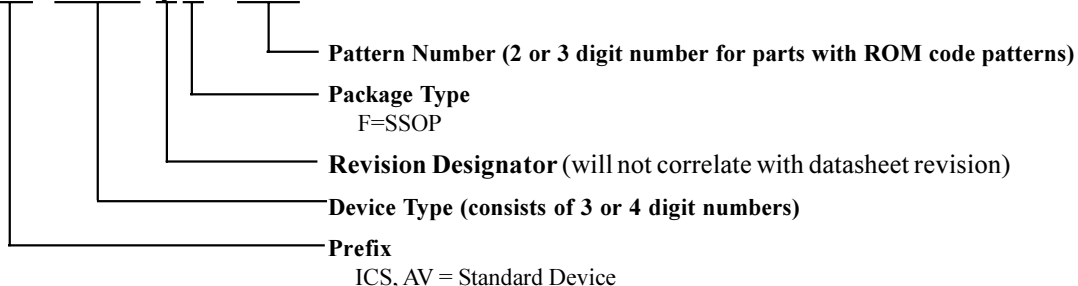 Pattern Number (2 or 3 digit number for parts with ROM code patterns)
Package Type
F=SSOP
Revision Designator (will not correlate with datasheet revision)
Device Type (consists of 3 or 4 digit numbers)
Prefix
ICS, AV = Standard Device